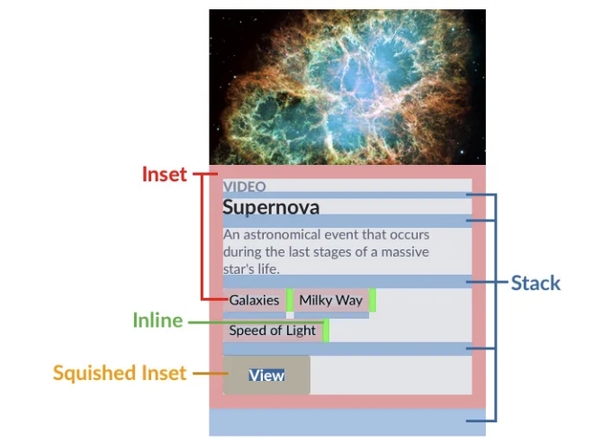 Inset
VIDEO
Supernova
An astronomical event that occurs
during the last stages of a massive
star's life.
Stack
Galaxies Milky Way
Inline
Speed of Light
Squished Inset
View